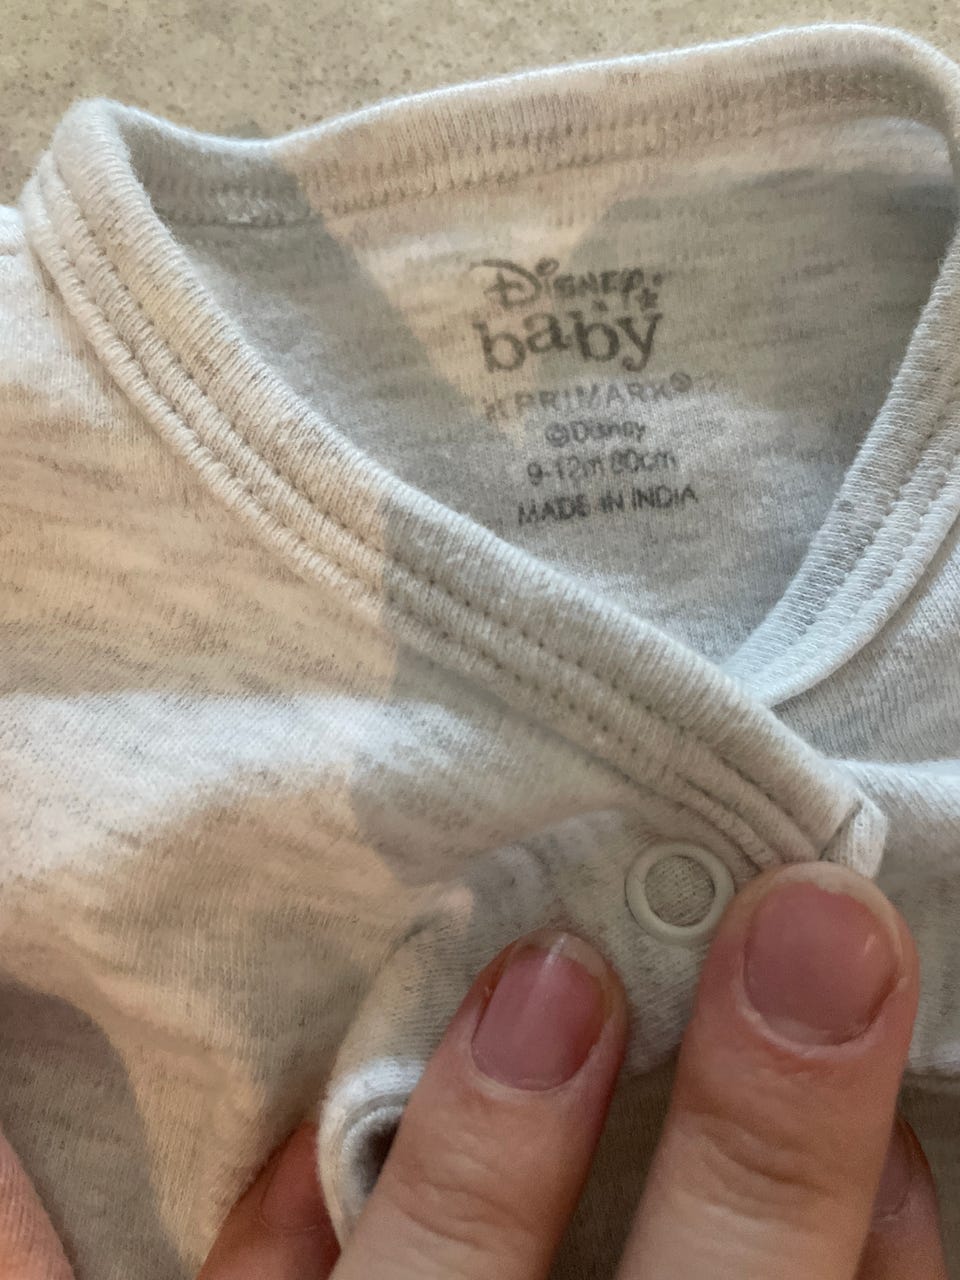 Disney
baby
PRIMARK®
©Disney
9-12m 80cm
MADE IN INDIA